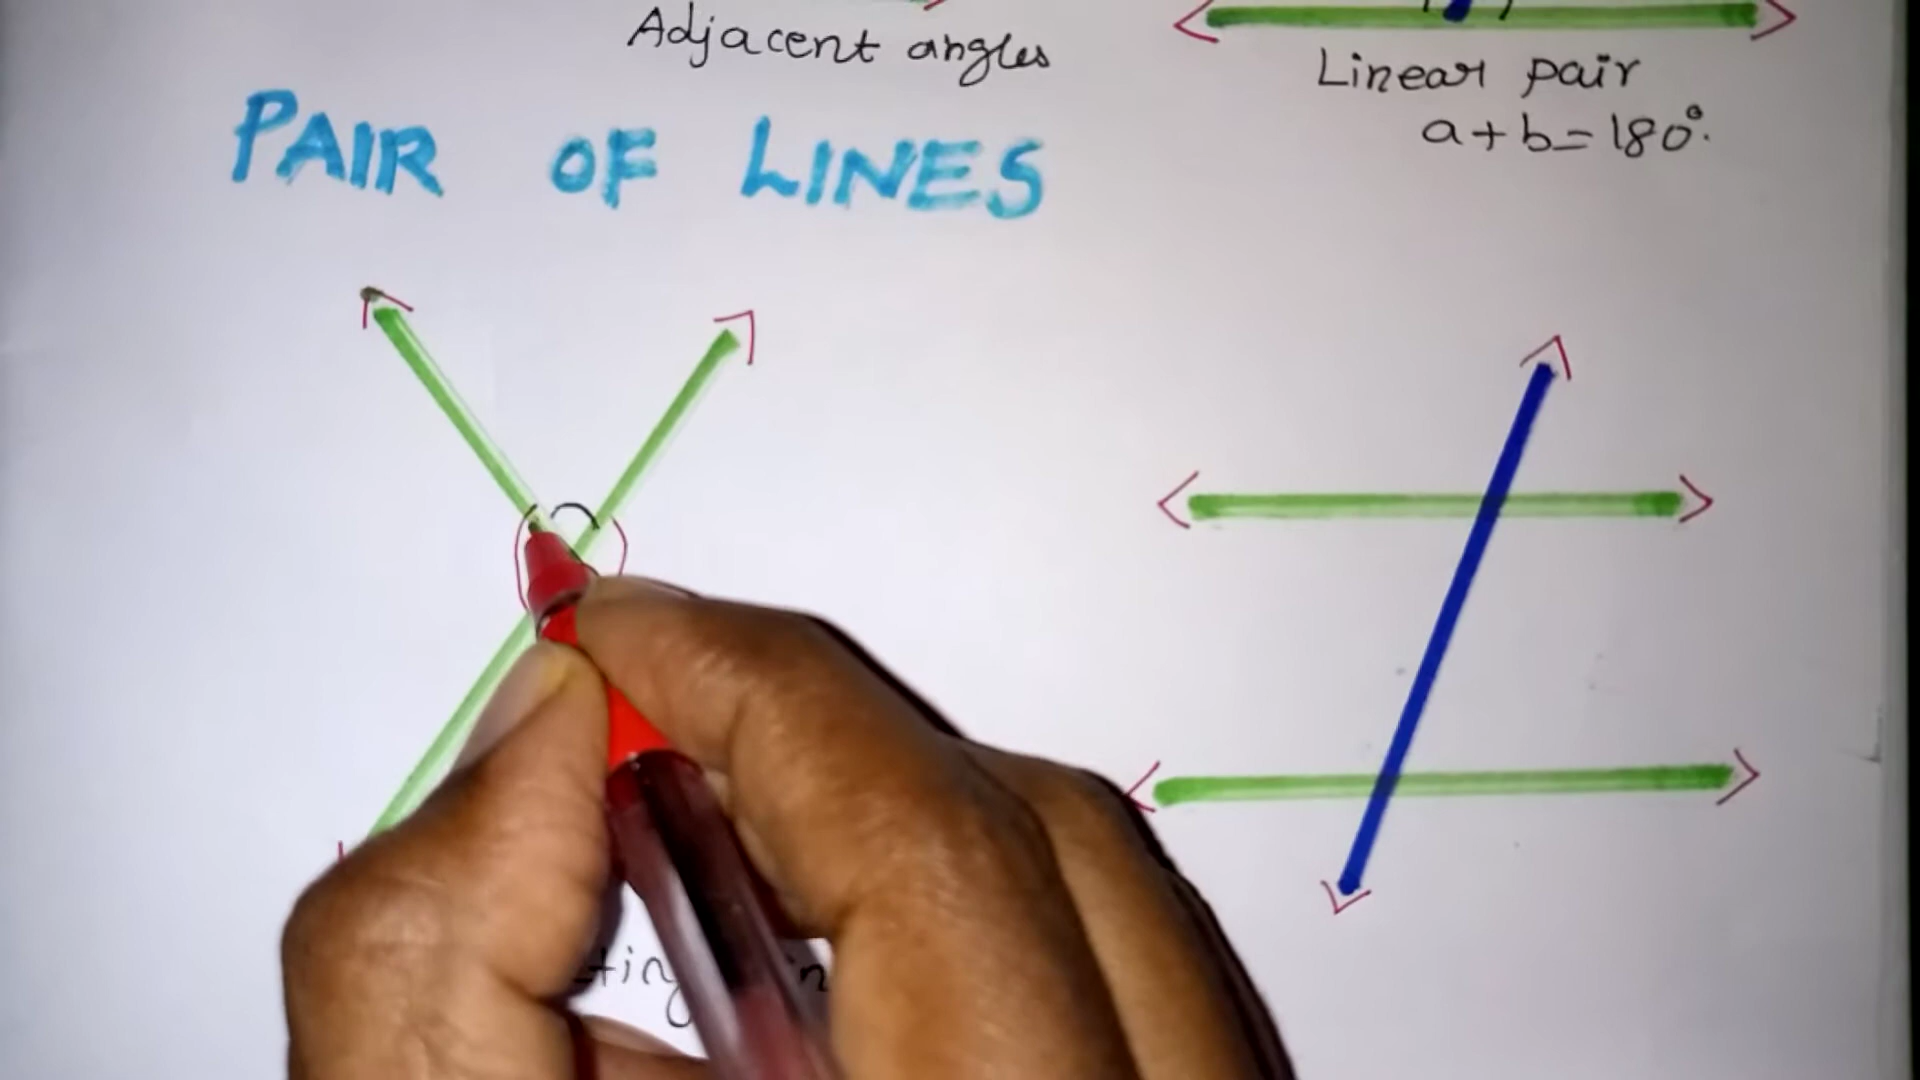 Adjacent angles
Linear pair
a+b=180°.
PAIR OF LINES